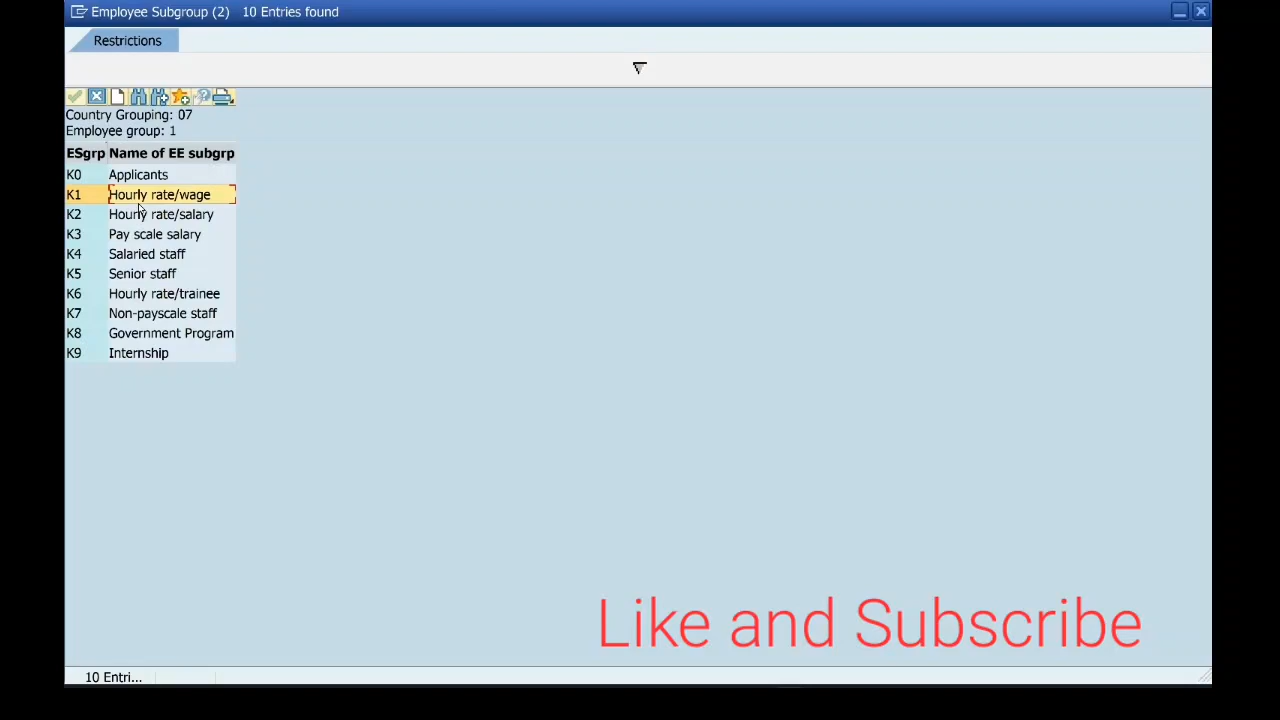 Employee Subgroup (2) 10 Entries found
Restrictions
Country Grouping: 07
Employee group: 1
ESgrp Name of EE subgrp
K0 Applicants
K1 Hourly rate/wage
K2 Hourly rate/salary
K3 Pay scale salary
K4 Salaried staff
K5 Senior staff
K6 Hourly rate/trainee
K7 Non-payscale staff
K8 Government Program
K9 Internship
Like and Subscribe
10 Entri...